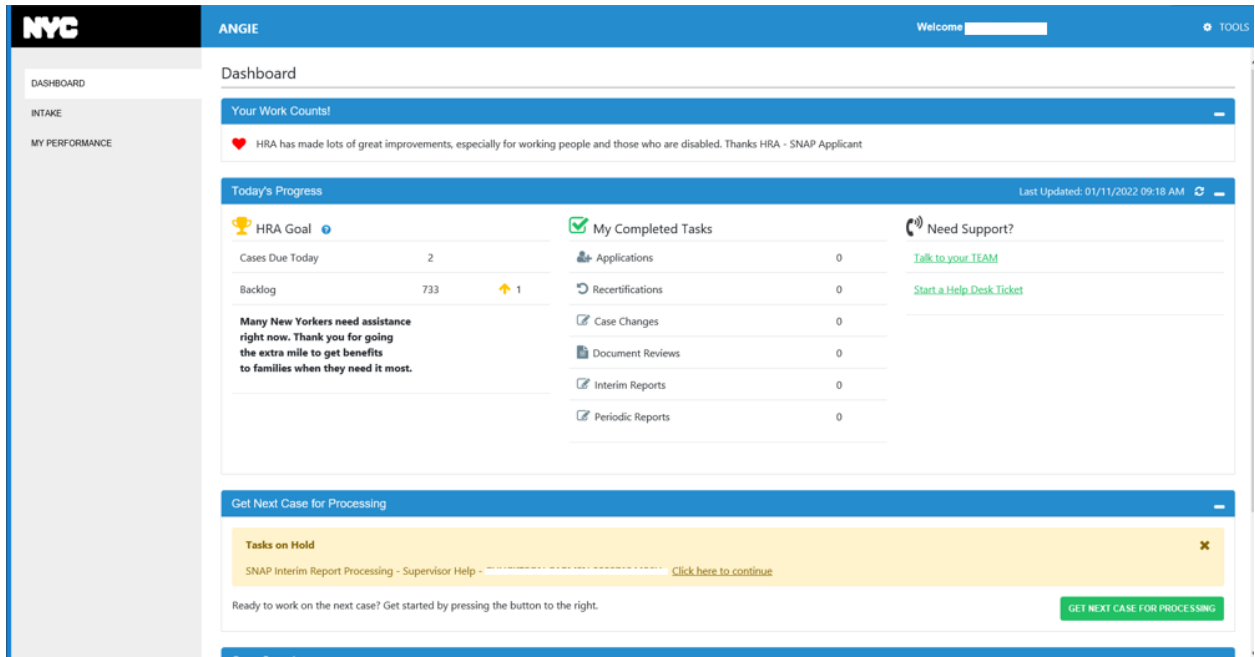 NYC
ANGIE
Welcome
TOOLS
DASHBOARD
INTAKE
MY PERFORMANCE
Dashboard
Your Work Counts!
HRA has made lots of great improvements, especially for working people and those who are disabled. Thanks HRA - SNAP Applicant
Today's Progress
Last Updated: 01/11/2022 09:18 AM
HRA Goal
Cases Due Today 2
Backlog 733 1
Many New Yorkers need assistance
right now. Thank you for going
the extra mile to get benefits
to families when they need it most.
My Completed Tasks
Applications 0
Recertifications 0
Case Changes 0
Document Reviews 0
Interim Reports 0
Periodic Reports 0
Need Support?
Talk to your TEAM
Start a Help Desk Ticket
Get Next Case for Processing
Tasks on Hold
SNAP Interim Report Processing - Supervisor Help - Click here to continue
Ready to work on the next case? Get started by pressing the button to the right.
GET NEXT CASE FOR PROCESSING